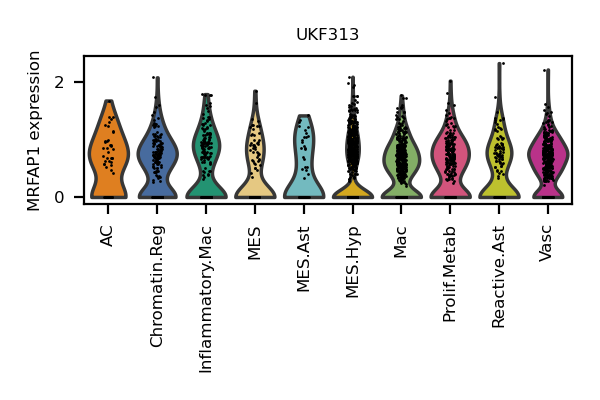 UKF313
MRFAP1 expression
2
0
AC
Chromatin.Reg
Inflammatory.Mac
MES
MES.Ast
MES.Hyp
Mac
Prolif.Metab
Reactive.Ast
Vasc